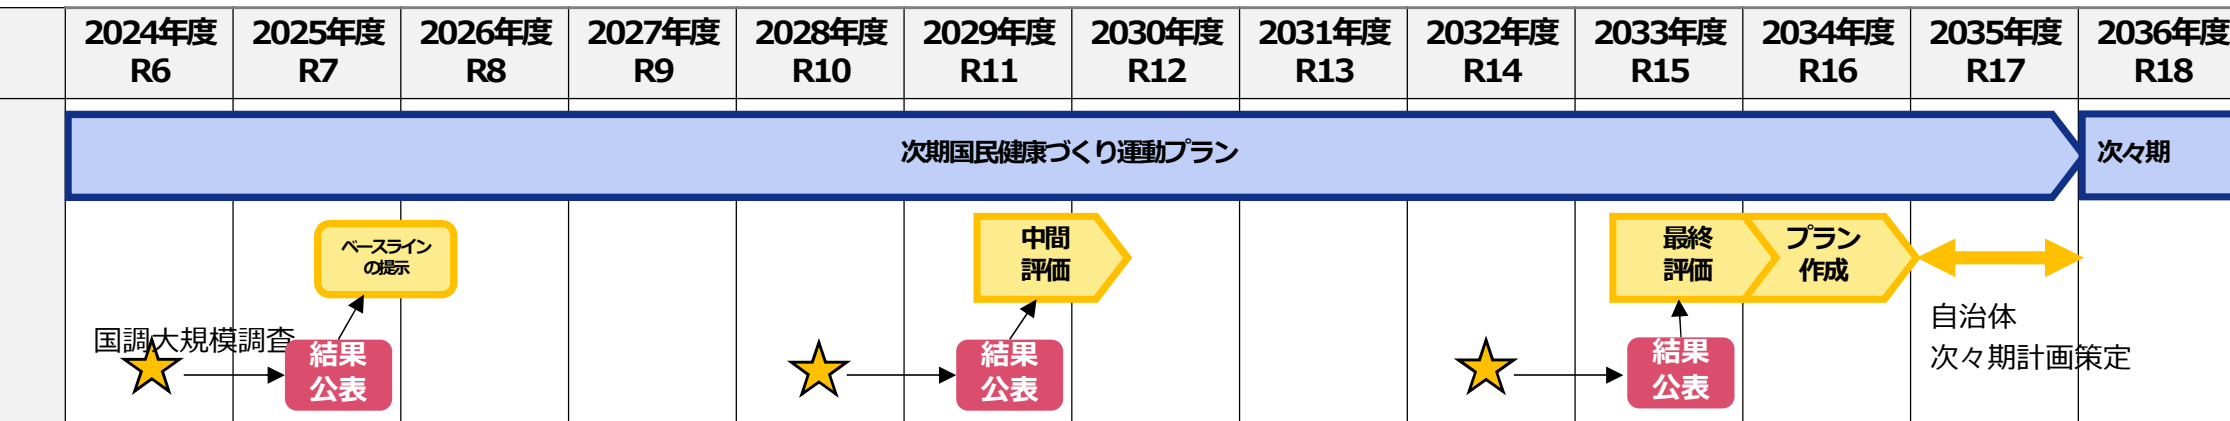 2024年度 2025年度 2026年度 2027年度 2028年度 2029年度 2030年度 2031年度 2032年度 2033年度 2034年度 2035年度 2036年度
R6 R7 R8 R9 R10 R11 R12 R13 R14 R15 R16 R17 R18
次期国民健康づくり運動プラン
次々期
ベースライン
の提示
中間
評価
最終
評価
プラン
作成
国調大規模調査
結果
公表
結果
公表
結果
公表
自治体
次々期計画策定